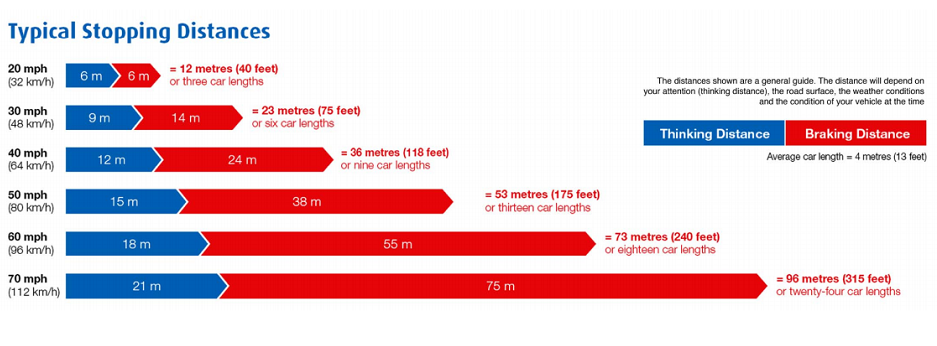 Typical Stopping Distances
20 mph
(32 km/h)
6 m
6 m
= 12 metres (40 feet)
or three car lengths
The distances shown are a general guide. The distance will depend on
your attention (thinking distance), the road surface, the weather conditions
and the condition of your vehicle at the time
30 mph
(48 km/h)
9 m
14 m
= 23 metres (75 feet)
or six car lengths
Thinking Distance
Braking Distance
Average car length = 4 metres (13 feet)
40 mph
(64 km/h)
12 m
24 m
= 36 metres (118 feet)
or nine car lengths
50 mph
(80 km/h)
15 m
38 m
= 53 metres (175 feet)
or thirteen car lengths
60 mph
(96 km/h)
18 m
55 m
= 73 metres (240 feet)
or eighteen car lengths
70 mph
(112 km/h)
21 m
75 m
= 96 metres (315 feet)
or twenty-four car lengths